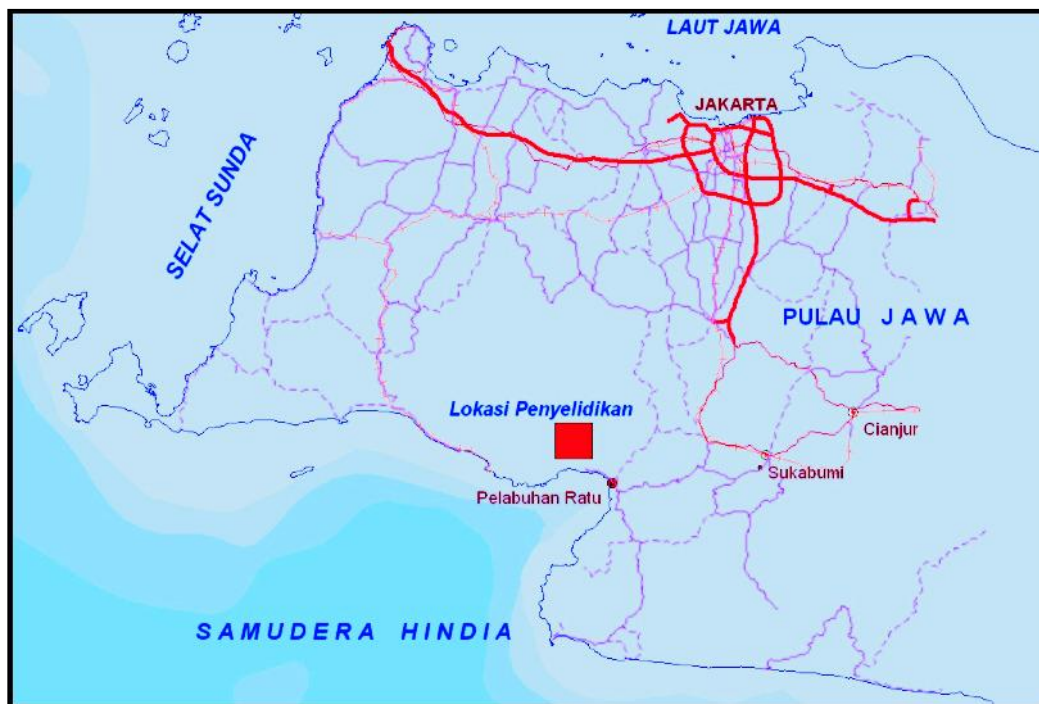 LAUT JAWA
JAKARTA
SELAT SUNDA
PULAU JAWA
Lokasi Penyelidikan
Cianjur
Sukabumi
Pelabuhan Ratu
SAMUDERA HINDIA